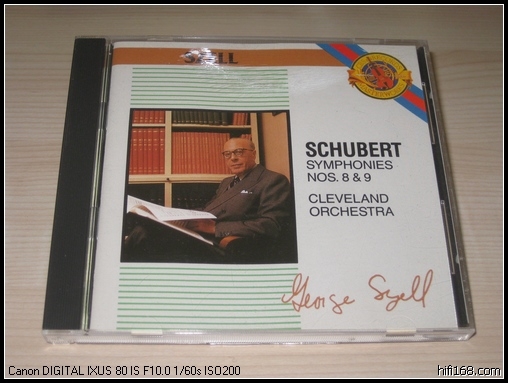 SZELL
SCHUBERT
SYMPHONIES
NOS. 8 & 9
CLEVELAND
ORCHESTRA
George Szell
Canon DIGITAL IXUS 80 IS F10.0 1/60s ISO200
hifi168.com